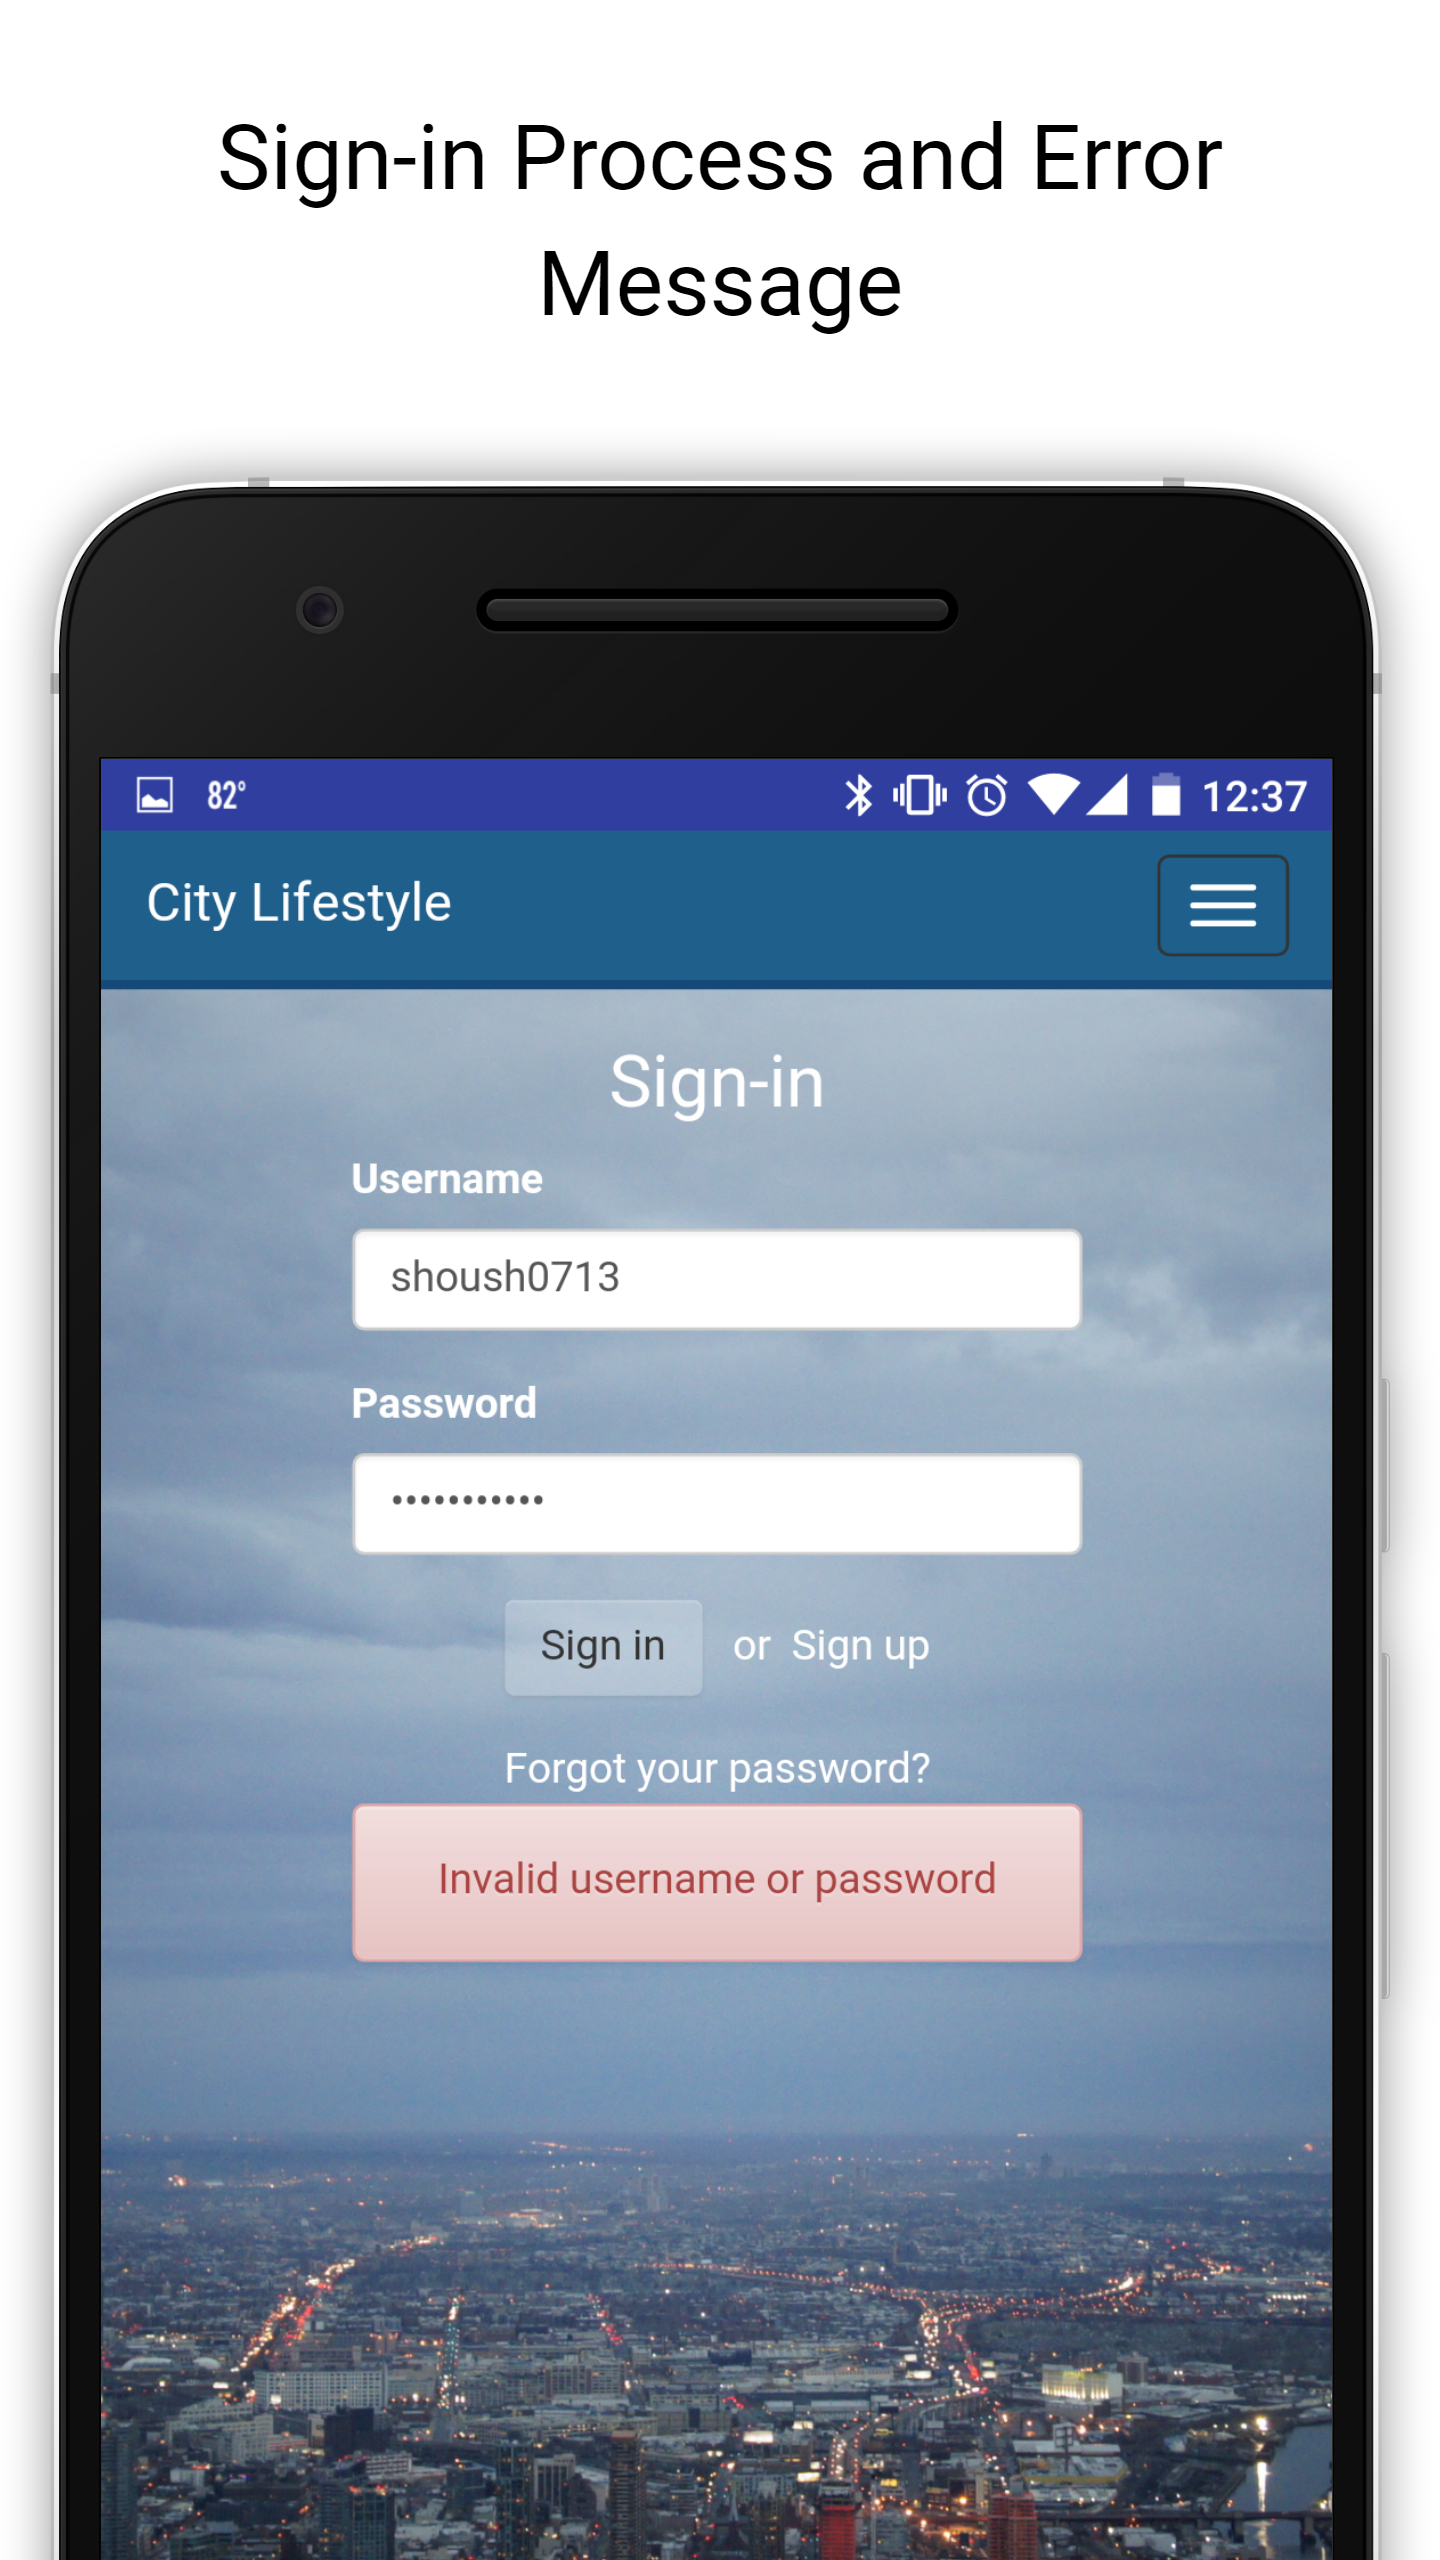 Sign-in Process and Error
Message
82° 12:37
City Lifestyle
Sign-in
Username
shoush0713
Password
•••••••••••
Sign in or Sign up
Forgot your password?
Invalid username or password